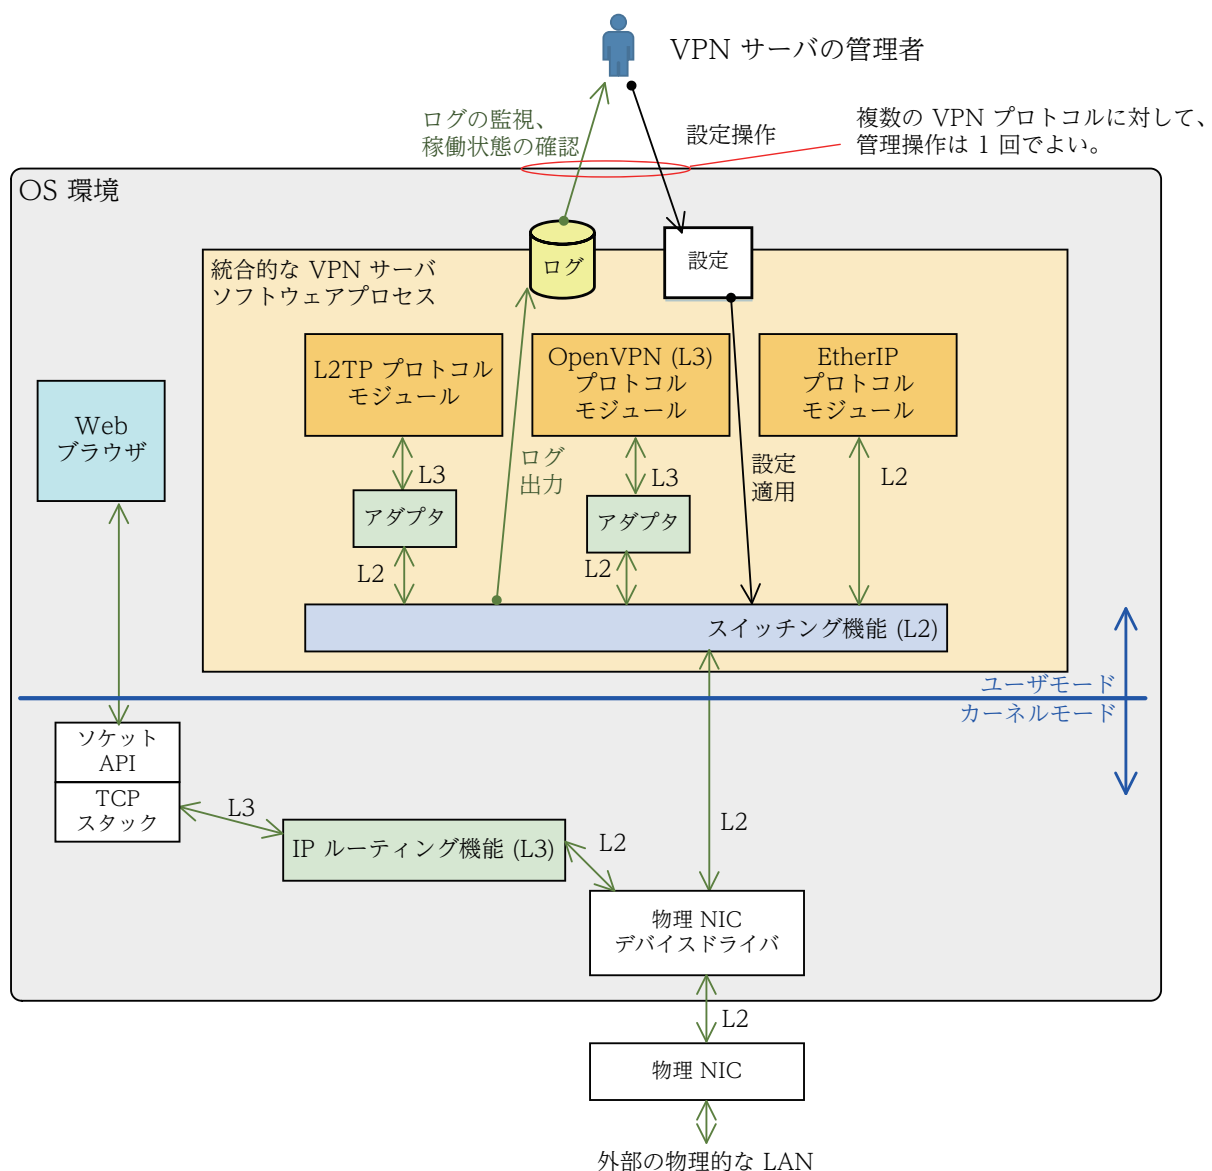 VPN サーバの管理者
ログの監視、
稼働状態の確認
設定操作
複数の VPN プロトコルに対して、
管理操作は 1 回でよい。
OS 環境
統合的な VPN サーバ
ソフトウェアプロセス
ログ
設定
L2TP プロトコル
モジュール
OpenVPN (L3)
プロトコル
モジュール
EtherIP
プロトコル
モジュール
Web
ブラウザ
L3
ログ
出力
L3
設定
適用
L2
アダプタ
アダプタ
L2
L2
スイッチング機能 (L2)
ユーザモード
カーネルモード
ソケット
API
TCP
スタック
L3
IP ルーティング機能 (L3)
L2
L2
物理 NIC
デバイスドライバ
L2
物理 NIC
外部の物理的な LAN